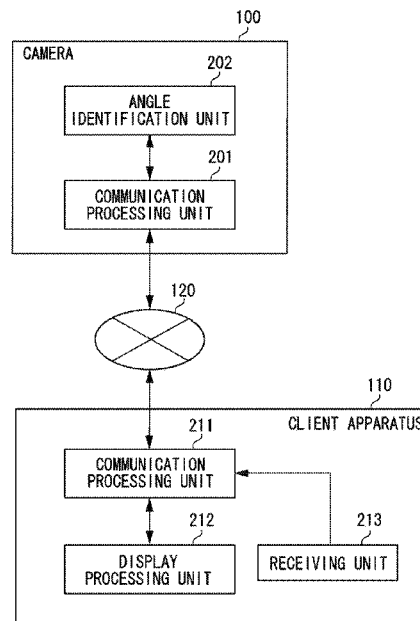 100
CAMERA
202
ANGLE
IDENTIFICATION UNIT
201
COMMUNICATION
PROCESSING UNIT
120
110
CLIENT APPARATUS
211
COMMUNICATION
PROCESSING UNIT
212
213
DISPLAY
PROCESSING UNIT
RECEIVING UNIT